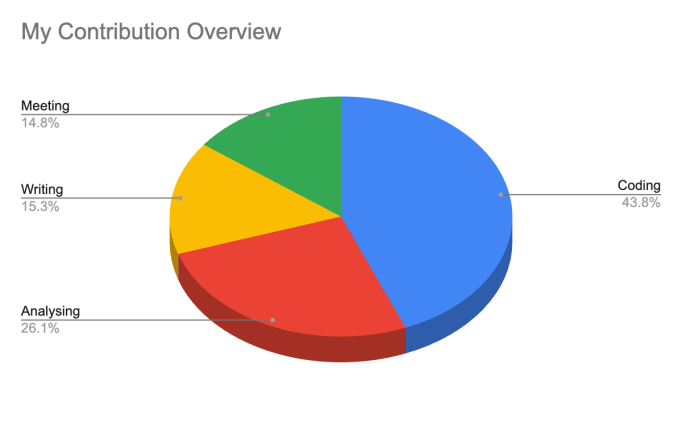 My Contribution Overview
Meeting
14.8%
Coding
43.8%
Writing
15.3%
Analysing
26.1%